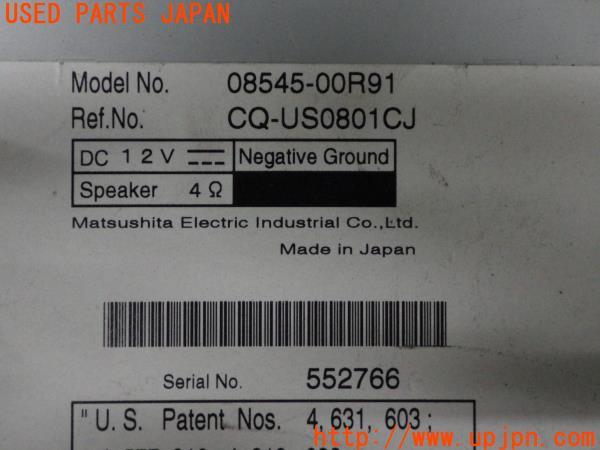 USED PARTS JAPAN
Model No. 08545-00R91
Ref.No. CQ-US0801CJ
DC 12V Negative Ground
Speaker 4Ω
Matsushita Electric Industrial Co.,Ltd.
Made in Japan
Serial No. 552766
"U.S. Patent Nos. 4,631,603;
http://www.upjpn.com